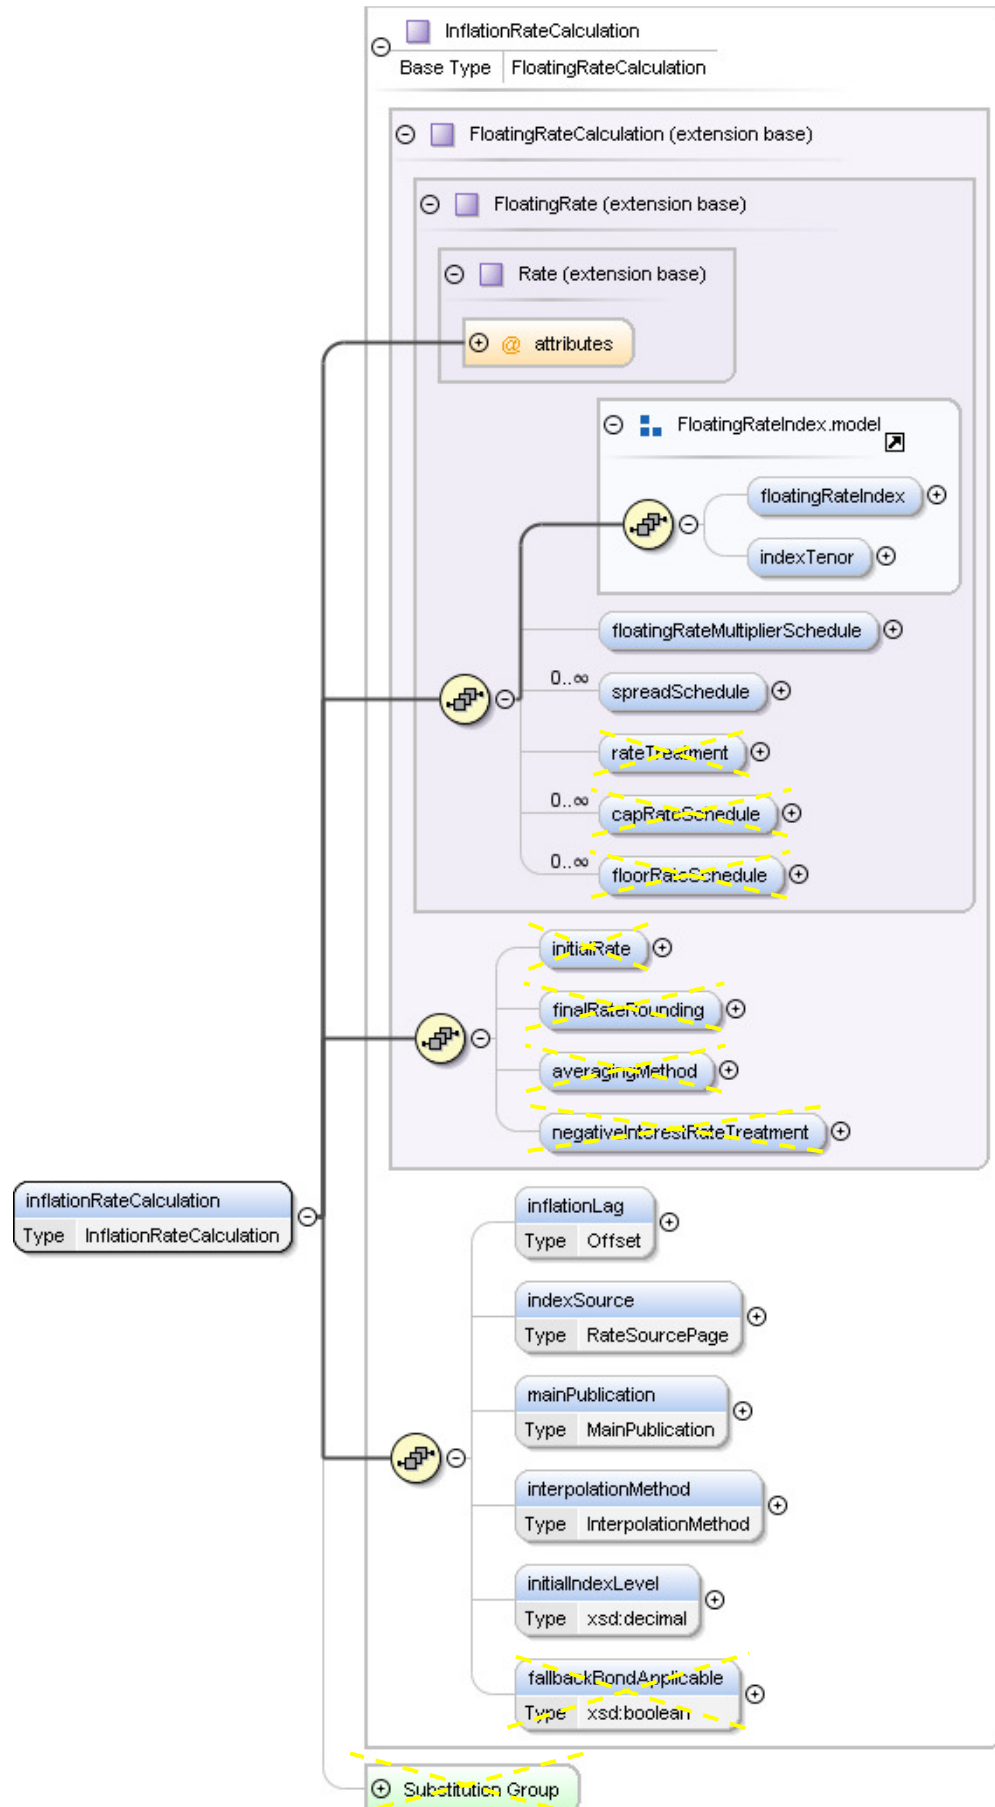 InflationRateCalculation
Base Type FloatingRateCalculation
FloatingRateCalculation (extension base)
FloatingRate (extension base)
Rate (extension base)
@ attributes
FloatingRateIndex.model
floatingRateIndex
indexTenor
floatingRateMultiplierSchedule
0..∞
spreadSchedule
rateTreatment
0..∞
capRateSchedule
0..∞
floorRateSchedule
initialRate
finalRateRounding
averagingMethod
negativeInterestRateTreatment
inflationRateCalculation
Type InflationRateCalculation
inflationLag
Type Offset
indexSource
Type RateSourcePage
mainPublication
Type MainPublication
interpolationMethod
Type InterpolationMethod
initialIndexLevel
Type xsd:decimal
fallbackBondApplicable
Type xsd:boolean
Substitution Group